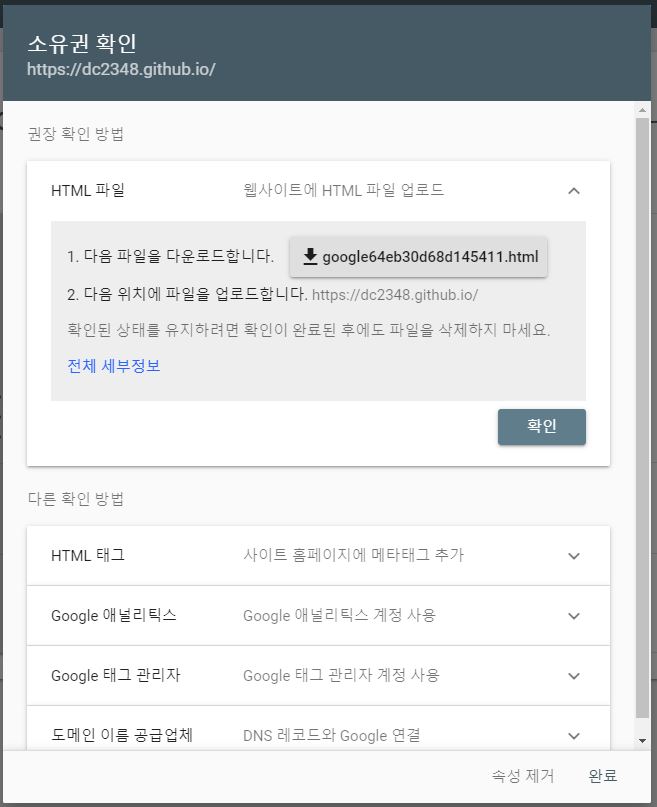 소유권 확인
https://dc2348.github.io/
권장 확인 방법
HTML 파일 웹사이트에 HTML 파일 업로드
1. 다음 파일을 다운로드합니다. google64eb30d68d145411.html
2. 다음 위치에 파일을 업로드합니다. https://dc2348.github.io/
확인된 상태를 유지하려면 확인이 완료된 후에도 파일을 삭제하지 마세요.
전체 세부정보
확인
다른 확인 방법
HTML 태그 사이트 홈페이지에 메타태그 추가
Google 애널리틱스 Google 애널리틱스 계정 사용
Google 태그 관리자 Google 태그 관리자 계정 사용
도메인 이름 공급업체 DNS 레코드와 Google 연결
속성 제거 완료